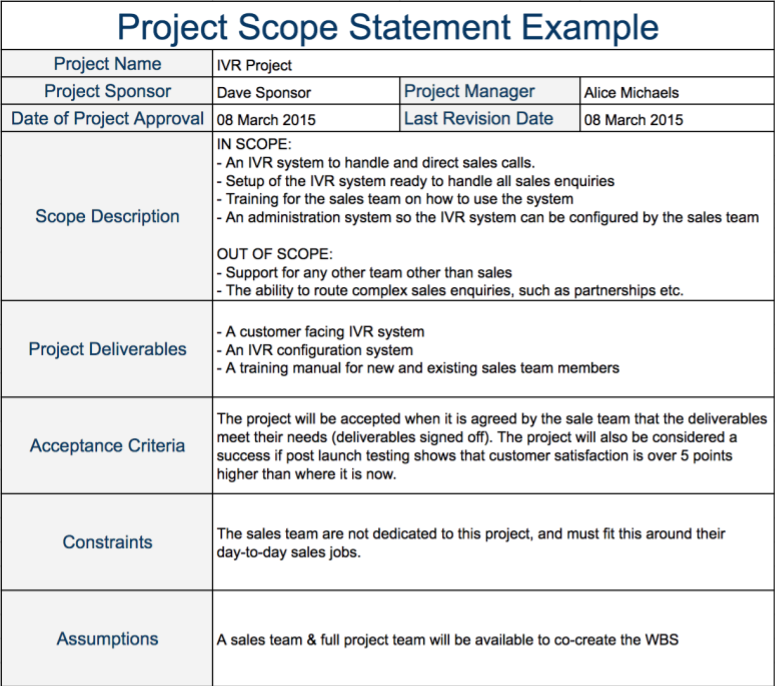 Project Scope Statement Example
Project Name
IVR Project
Project Sponsor
Dave Sponsor
Project Manager
Alice Michaels
Date of Project Approval
08 March 2015
Last Revision Date
08 March 2015
Scope Description
IN SCOPE:
- An IVR system to handle and direct sales calls.
- Setup of the IVR system ready to handle all sales enquiries
- Training for the sales team on how to use the system
- An administration system so the IVR system can be configured by the sales team
OUT OF SCOPE:
- Support for any other team other than sales
- The ability to route complex sales enquiries, such as partnerships etc.
Project Deliverables
- A customer facing IVR system
- An IVR configuration system
- A training manual for new and existing sales team members
Acceptance Criteria
The project will be accepted when it is agreed by the sale team that the deliverables
meet their needs (deliverables signed off). The project will also be considered a
success if post launch testing shows that customer satisfaction is over 5 points
higher than where it is now.
Constraints
The sales team are not dedicated to this project, and must fit this around their
day-to-day sales jobs.
Assumptions
A sales team & full project team will be available to co-create the WBS